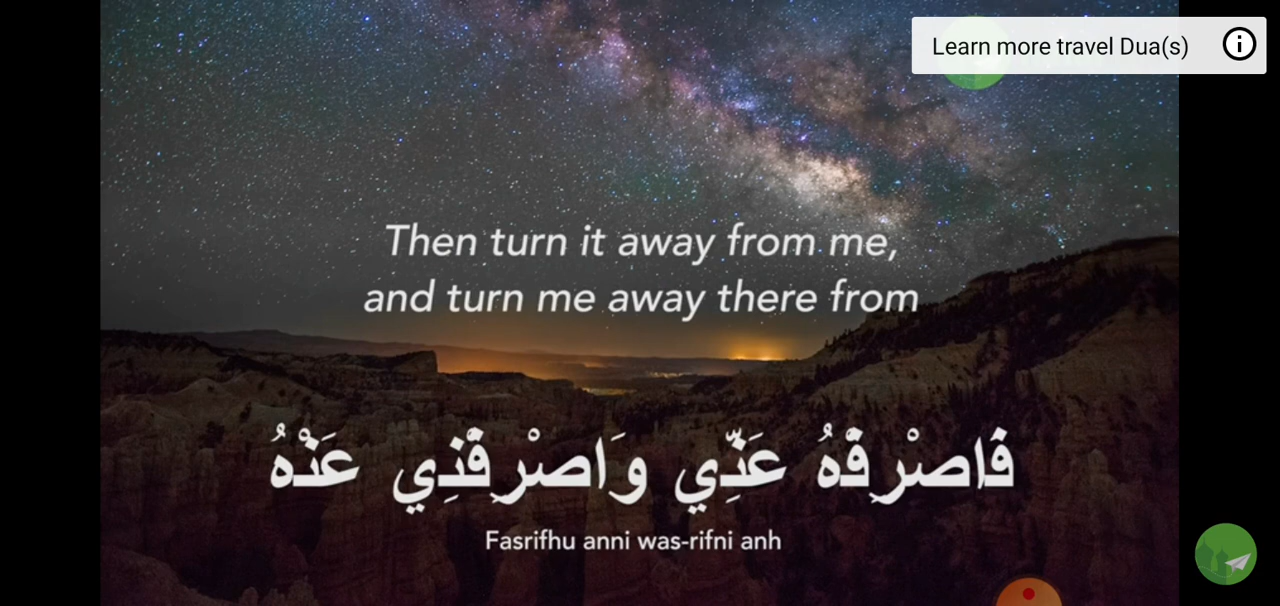 Learn more travel Dua(s)
Then turn it away from me,
and turn me away there from
فَاصْرِفْهُ عَنِّي وَاصْرِفْنِي عَنْهُ
Fasrifhu anni was-rifni anh